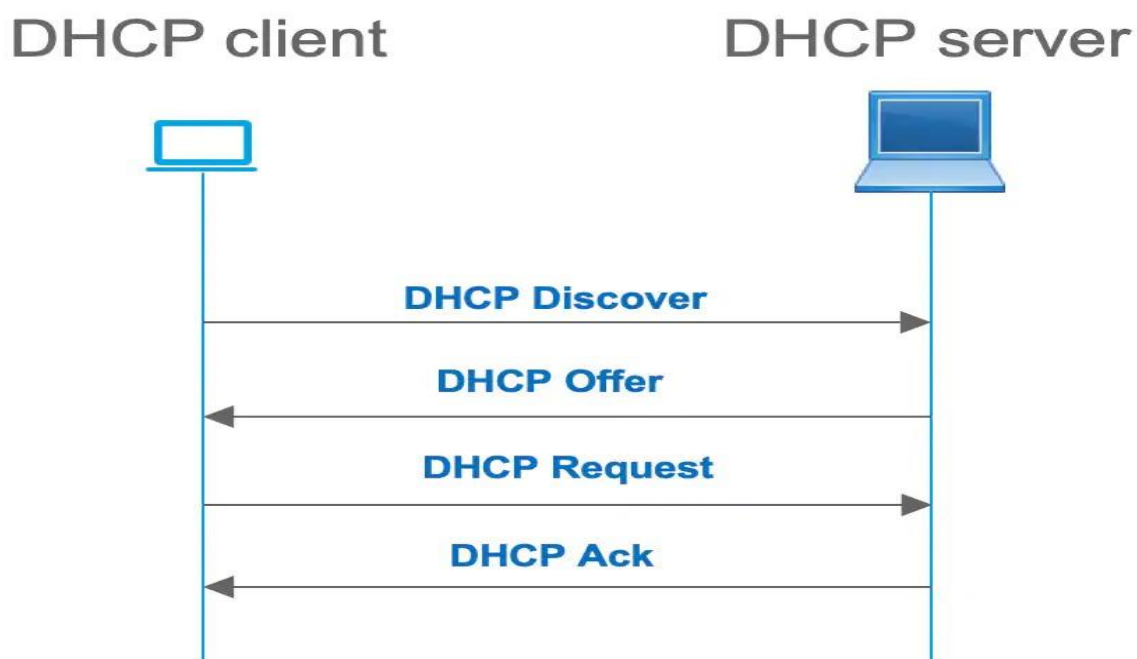 DHCP client
DHCP server
DHCP Discover
DHCP Offer
DHCP Request
DHCP Ack